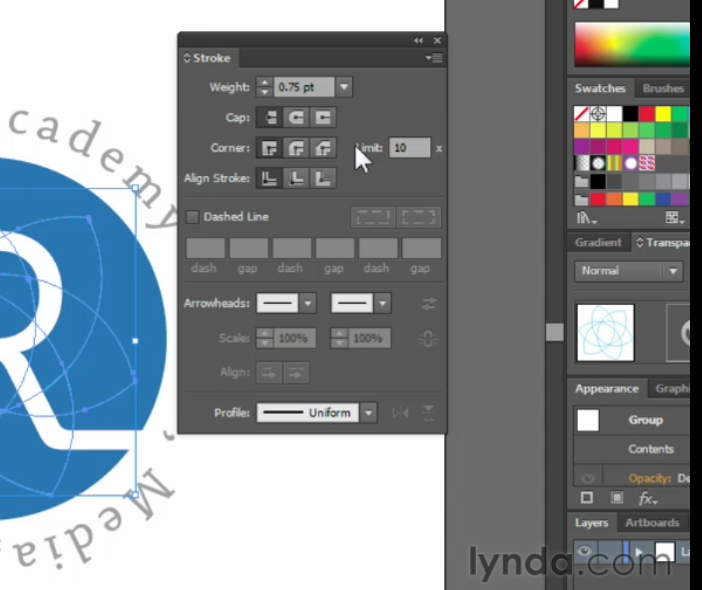 cademy
R
Media,
Stroke
Weight: 0.75 pt
Cap:
Corner: Limit: 10 x
Align Stroke:
Dashed Line
dash gap dash gap dash gap
Arrowheads:
Scale: 100% 100%
Align:
Profile: Uniform
Swatches Brushes
Gradient Transpa
Normal
Appearance Graphi
Group
Contents
Opacity: De
fx
Layers Artboards
lynda.com